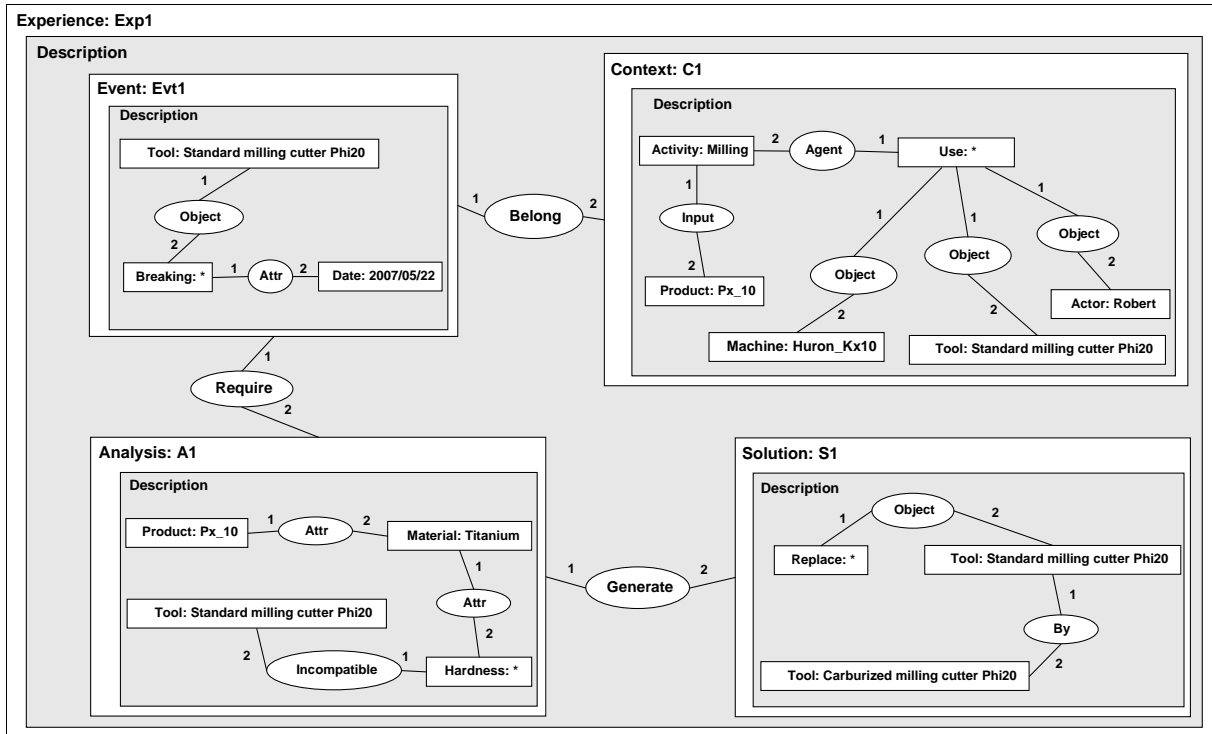 Experience: Exp1
Description
Event: Evt1
Description
Tool: Standard milling cutter Phi20
1
Object
2
Breaking: *
1
Attr
2
Date: 2007/05/22
1
Belong
2
Context: C1
Description
Activity: Milling
2
Agent
1
Use: *
1
Input
2
Product: Px_10
1
Object
2
Machine: Huron_Kx10
1
Object
2
Tool: Standard milling cutter Phi20
1
Object
2
Actor: Robert
1
Require
2
Analysis: A1
Description
Product: Px_10
1
Attr
2
Material: Titanium
1
Attr
2
Hardness: *
1
Incompatible
2
Tool: Standard milling cutter Phi20
1
Generate
2
Solution: S1
Description
Object
1
2
Replace: *
Tool: Standard milling cutter Phi20
1
By
2
Tool: Carburized milling cutter Phi20